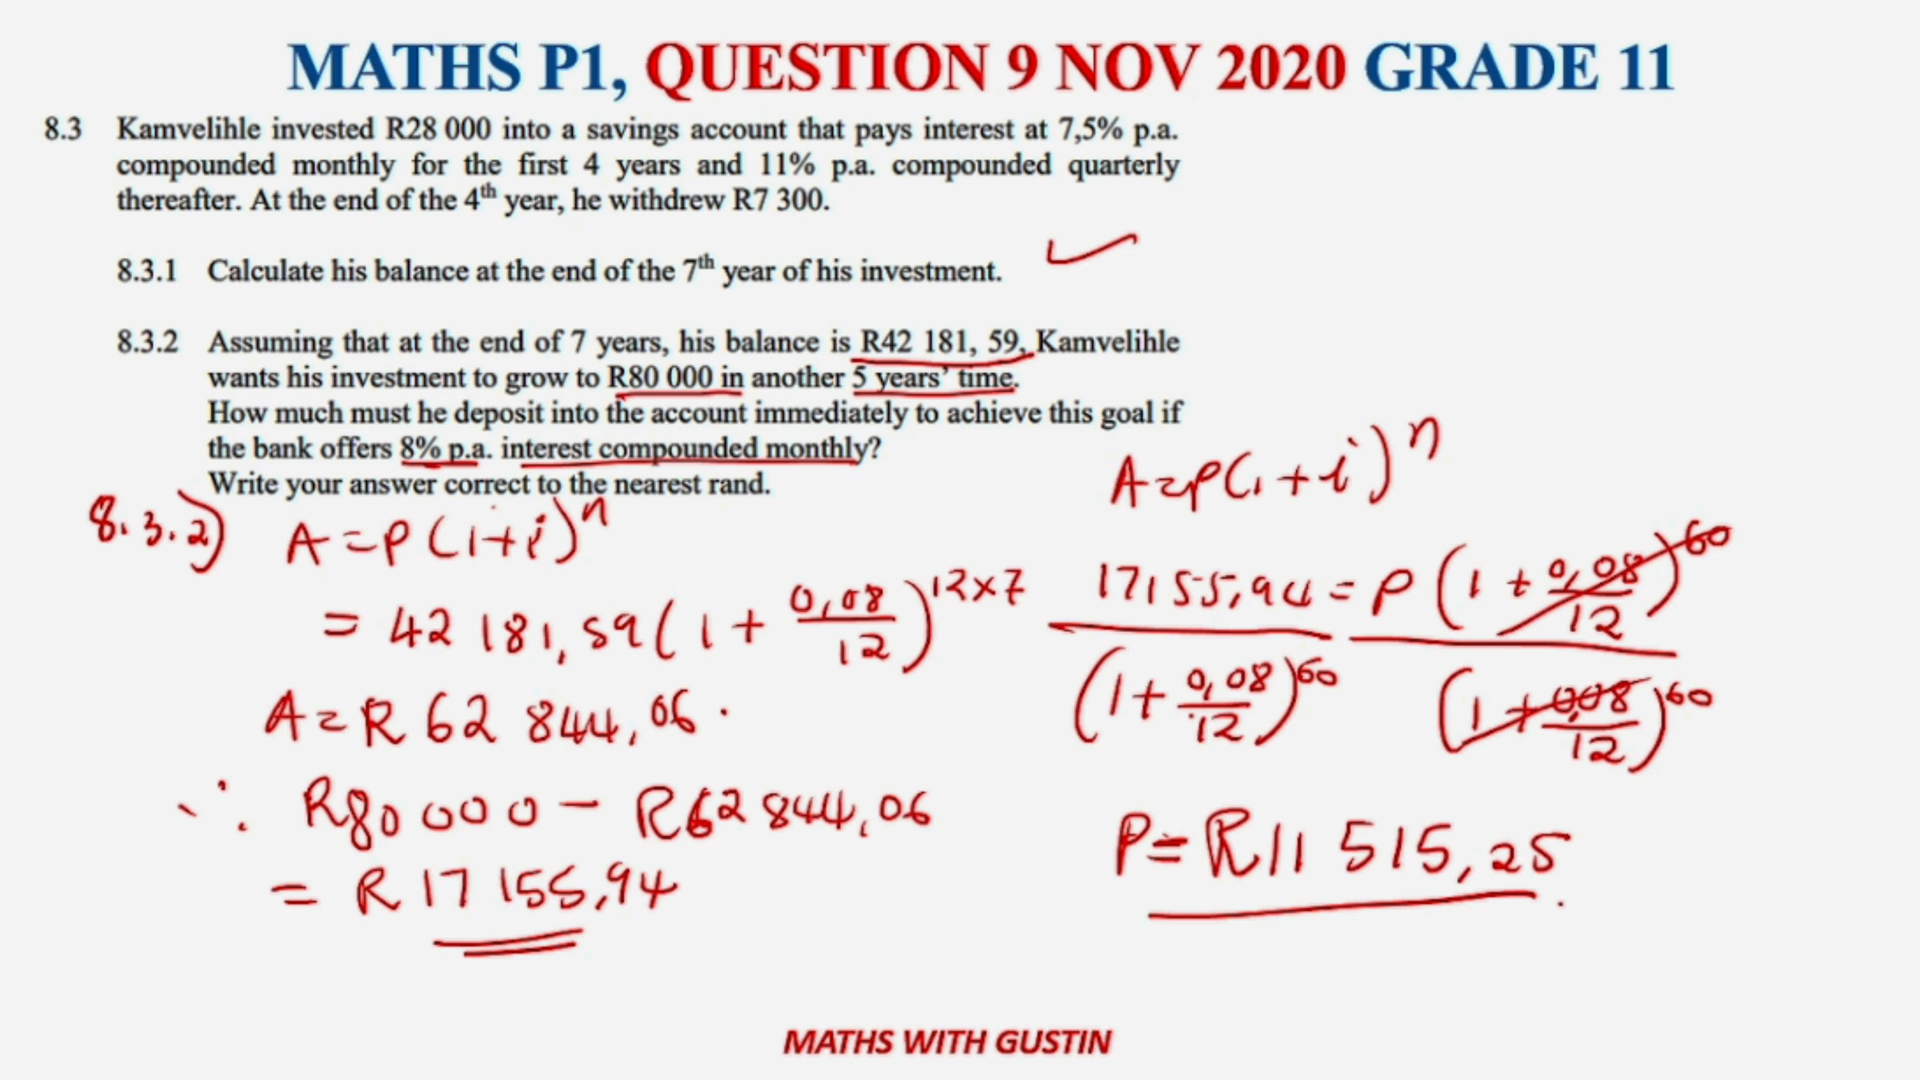 MATHS P1, QUESTION 9 NOV 2020 GRADE 11
8.3 Kamvelihle invested R28 000 into a savings account that pays interest at 7,5% p.a.
compounded monthly for the first 4 years and 11% p.a. compounded quarterly
thereafter. At the end of the 4th year, he withdrew R7 300.
8.3.1 Calculate his balance at the end of the 7th year of his investment.
8.3.2 Assuming that at the end of 7 years, his balance is R42 181, 59, Kamvelihle
wants his investment to grow to R80 000 in another 5 years' time.
How much must he deposit into the account immediately to achieve this goal if
the bank offers 8% p.a. interest compounded monthly?
Write your answer correct to the nearest rand.
8.3.2) A=P(1+i)^n
= 42 181,59(1+ 0,08/12)^12×7
A=R 62 844,06.
∴ R80 000 - R62 844,06
= R 17 155,94
A=P(1+i)^n
17155,94=P(1+0,08/12)^60
(1+0,08/12)^60 (1+0,08/12)^60
P=R11 515,25.
MATHS WITH GUSTIN